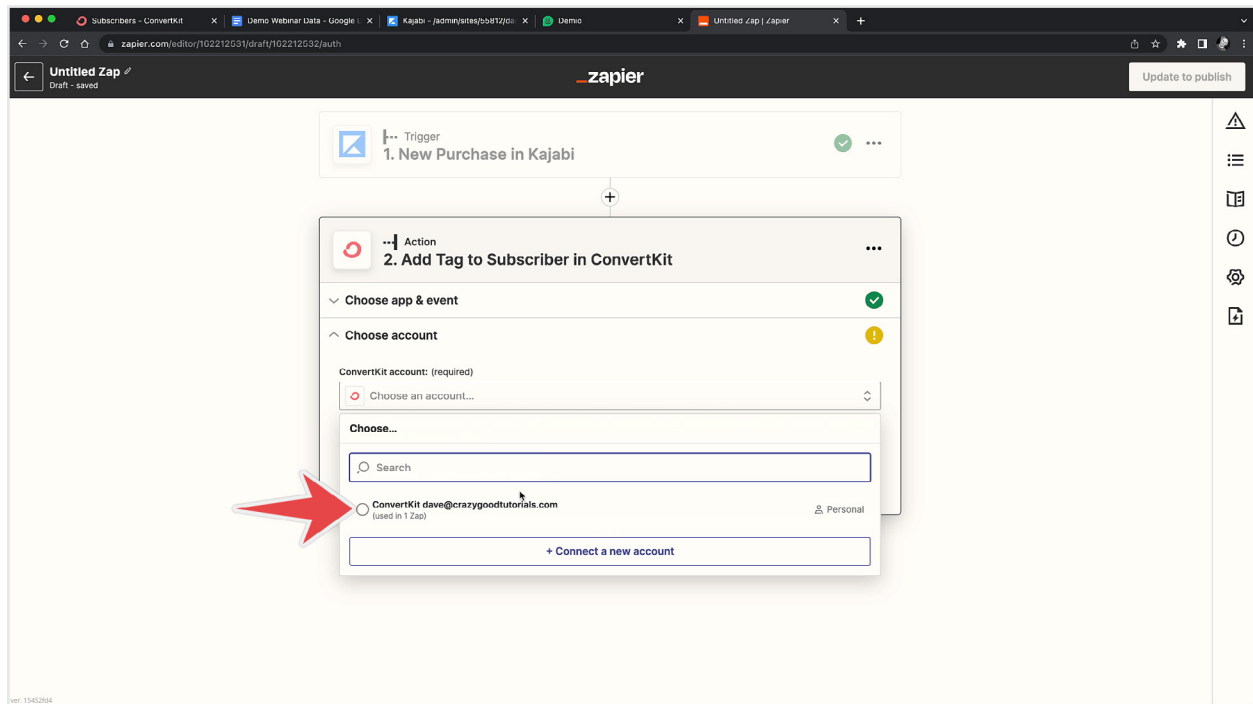 Subscribers - ConvertKit
Demo Webinar Data - Google
Kajabi - /admin/sites/55812/da
Demio
Untitled Zap | Zapier
zapier.com/editor/102212531/draft/102212532/auth
Untitled Zap
Draft - saved
_zapier
Update to publish
Trigger
1. New Purchase in Kajabi
Action
2. Add Tag to Subscriber in ConvertKit
Choose app & event
Choose account
ConvertKit account: (required)
Choose an account...
Choose...
Search
ConvertKit dave@crazygoodtutorials.com
(used in 1 Zap)
Personal
+ Connect a new account
ver. 15452fd4